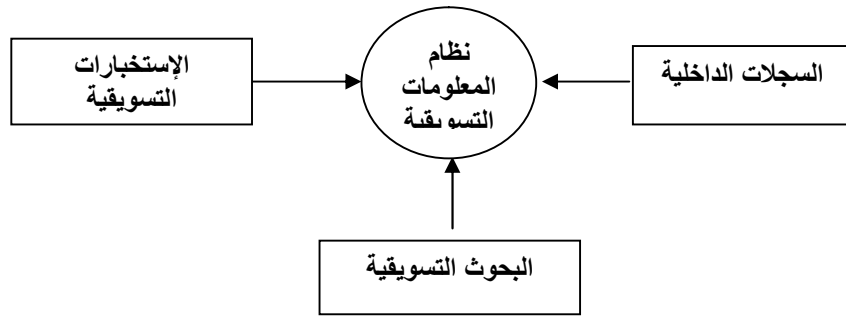 نظام
المعلومات
التسويقية
الإستخبارات
التسويقية
السجلات الداخلية
البحوث التسويقية